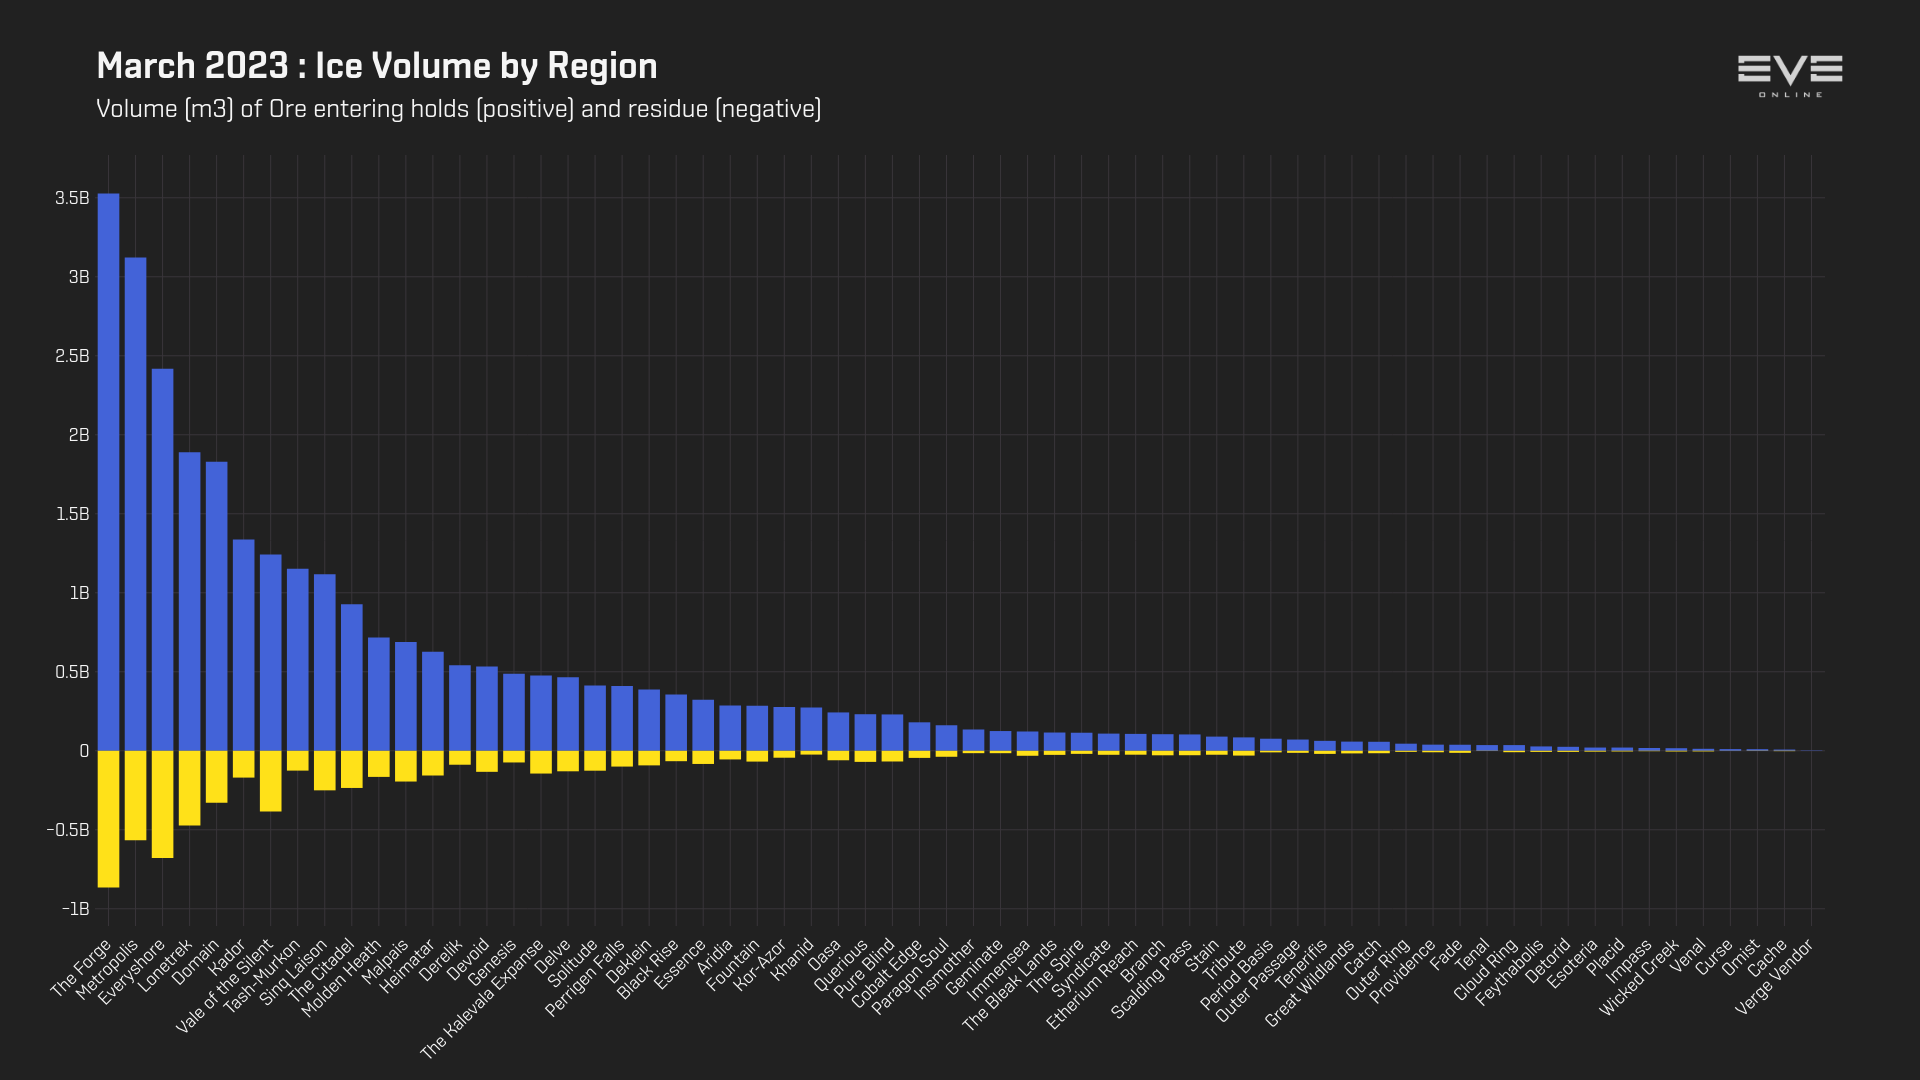 March 2023 : Ice Volume by Region
Volume (m3) of Ore entering holds (positive) and residue (negative)
EVE
ONLINE
3.5B
3B
2.5B
2B
1.5B
1B
0.5B
0
−0.5B
−1B
The Forge
Metropolis
Everyshore
Lonetrek
Domain
Kador
Vale of the Silent
Tash-Murkon
Sinq Laison
The Citadel
Molden Heath
Malpais
Heimatar
Derelik
Devoid
Genesis
The Kalevala Expanse
Delve
Solitude
Perrigen Falls
Deklein
Black Rise
Essence
Aridia
Fountain
Kor-Azor
Khanid
Oasa
Querious
Pure Blind
Cobalt Edge
Paragon Soul
Insmother
Geminate
Immensea
The Bleak Lands
The Spire
Syndicate
Etherium Reach
Branch
Scalding Pass
Stain
Tribute
Period Basis
Outer Passage
Tenerifis
Great Wildlands
Catch
Outer Ring
Providence
Fade
Tenal
Cloud Ring
Feythabolis
Detorid
Esoteria
Placid
Impass
Wicked Creek
Venal
Curse
Omist
Cache
Verge Vendor